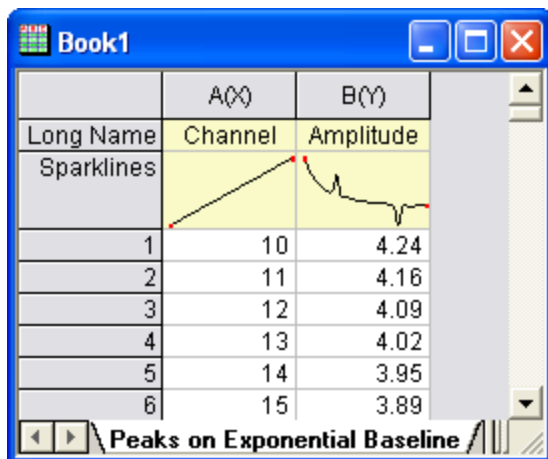 Book1
A(X) B(Y)
Long Name Channel Amplitude
Sparklines
1 10 4.24
2 11 4.16
3 12 4.09
4 13 4.02
5 14 3.95
6 15 3.89
Peaks on Exponential Baseline